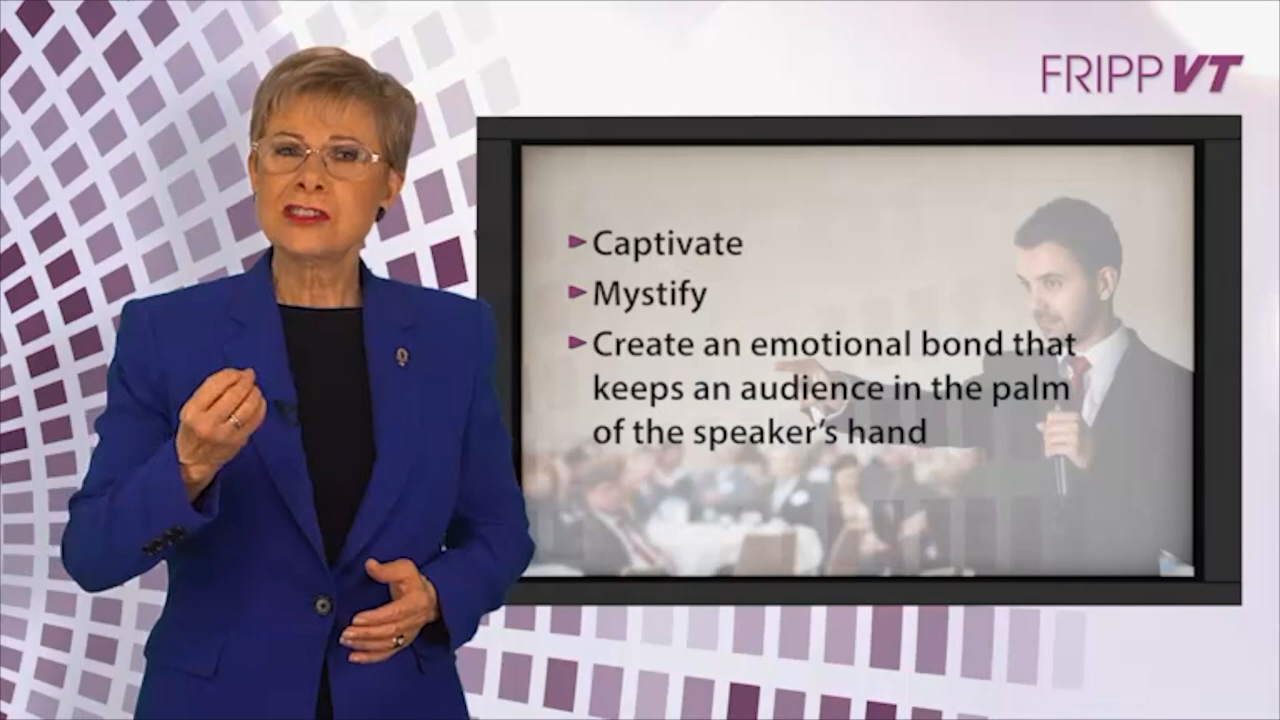 FRIPP VT
Captivate
Mystify
Create an emotional bond that
keeps an audience in the palm
of the speaker's hand